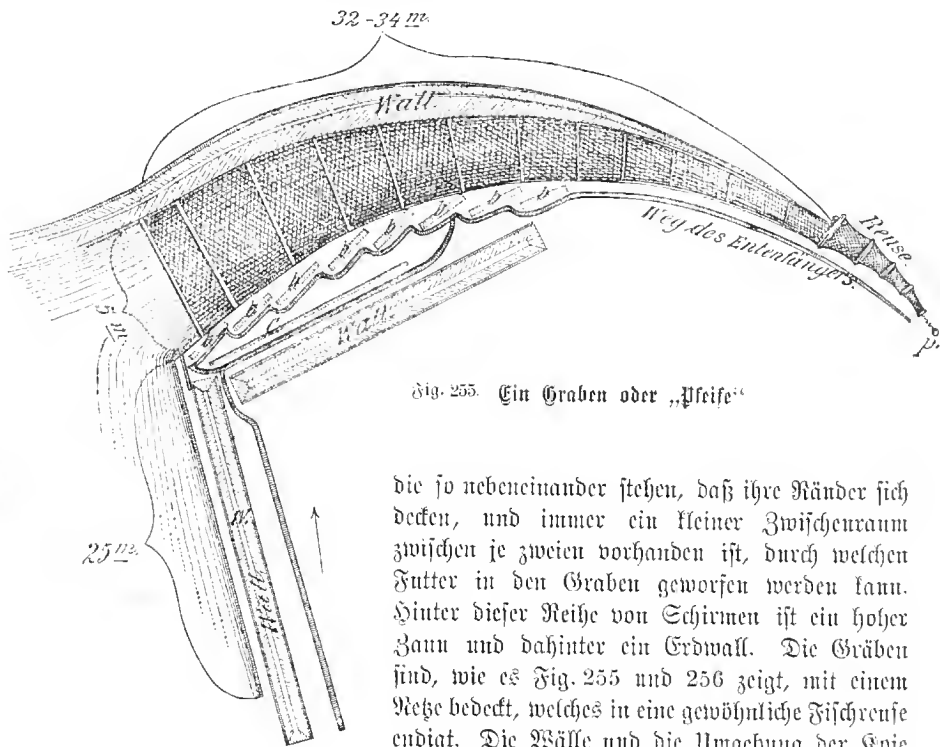 32-34 m.
Wall.
Weg des Entenfängers.
Reuse.
P.
5 m
C.
Wall.
Fig. 255. Ein Graben oder „Pfeife“
25 m.
W.
Wall
die so nebeneinander stehen, daß ihre Ränder sich
decken, und immer ein kleiner Zwischenraum
zwischen je zweien vorhanden ist, durch welchen
Futter in den Graben geworfen werden kann.
Hinter dieser Reihe von Schirmen ist ein hoher
Zaun und dahinter ein Erdwall. Die Gräben
sind, wie es Fig. 255 und 256 zeigt, mit einem
Netze bedeckt, welches in eine gewöhnliche Fischreuse
endigt. Die Wälle und die Umgebung der Koje